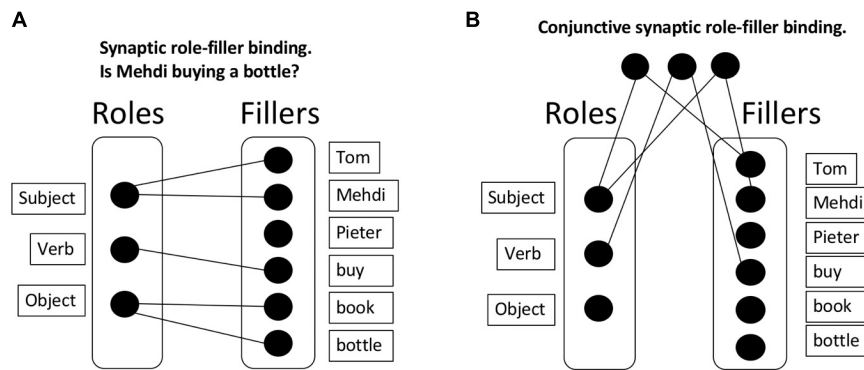 A
Synaptic role-filler binding.
Is Mehdi buying a bottle?
Roles
Fillers
Subject
Verb
Object
Tom
Mehdi
Pieter
buy
book
bottle
B
Conjunctive synaptic role-filler binding.
Roles
Fillers
Subject
Verb
Object
Tom
Mehdi
Pieter
buy
book
bottle